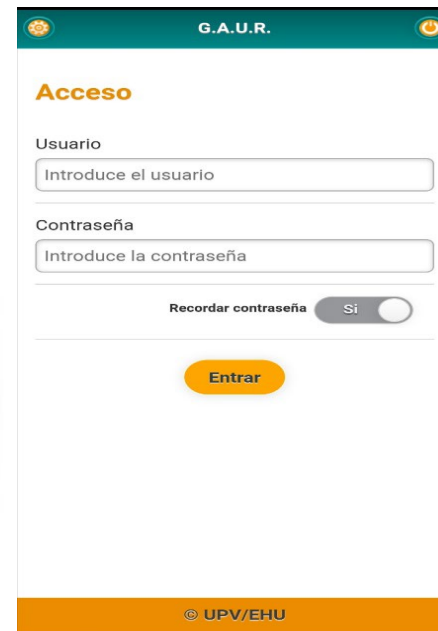 G.A.U.R.
Acceso
Usuario
Introduce el usuario
Contraseña
Introduce la contraseña
Recordar contraseña Si
Entrar
© UPV/EHU